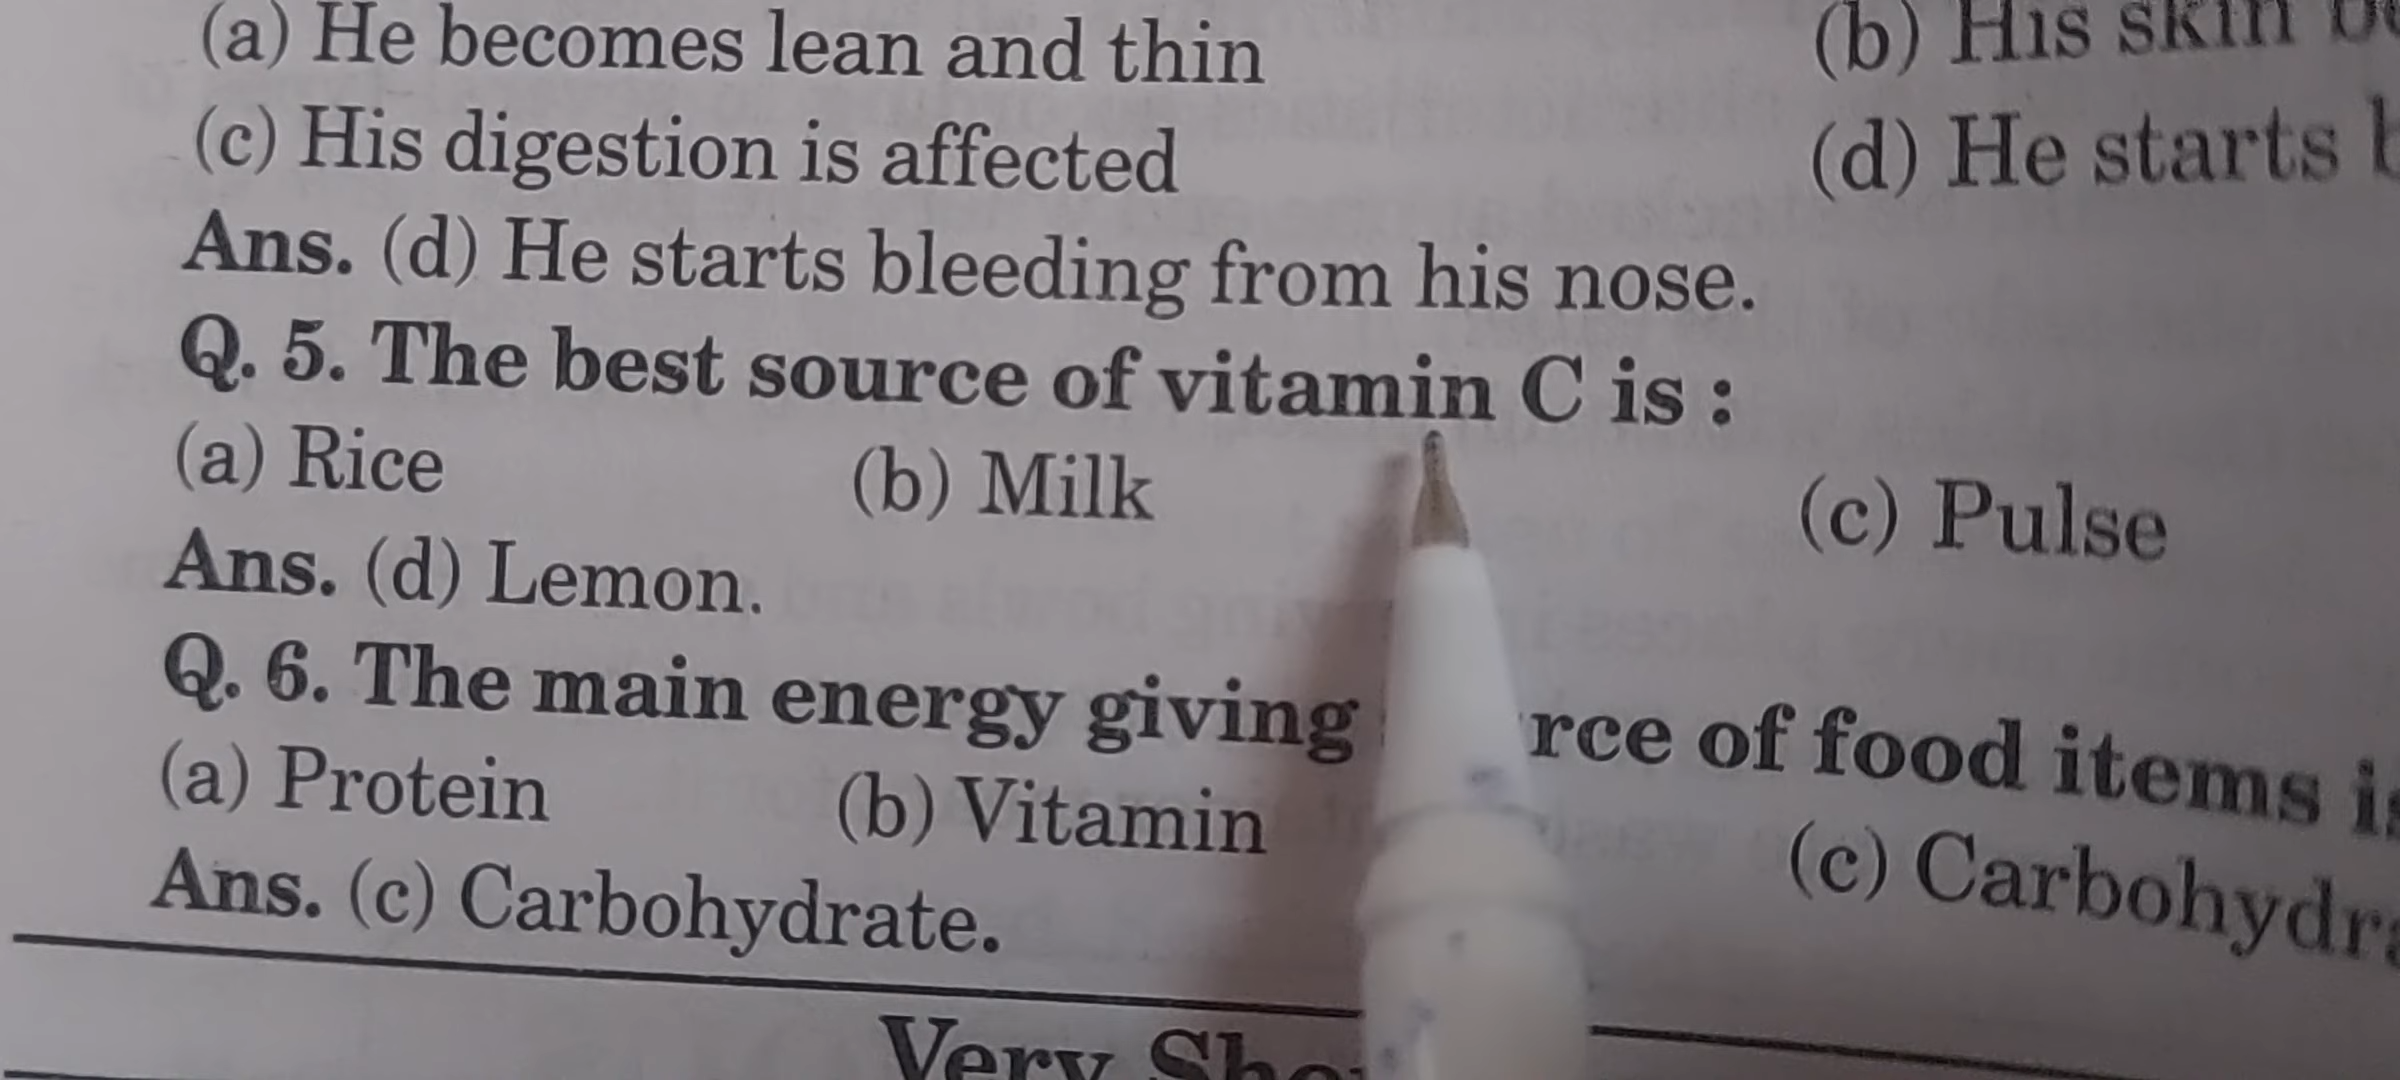 (a) He becomes lean and thin (b) His skin
(c) His digestion is affected (d) He starts
Ans. (d) He starts bleeding from his nose.
Q. 5. The best source of vitamin C is :
(a) Rice (b) Milk (c) Pulse
Ans. (d) Lemon.
Q. 6. The main energy giving rce of food items
(a) Protein (b) Vitamin (c) Carbohydra
Ans. (c) Carbohydrate.
Very